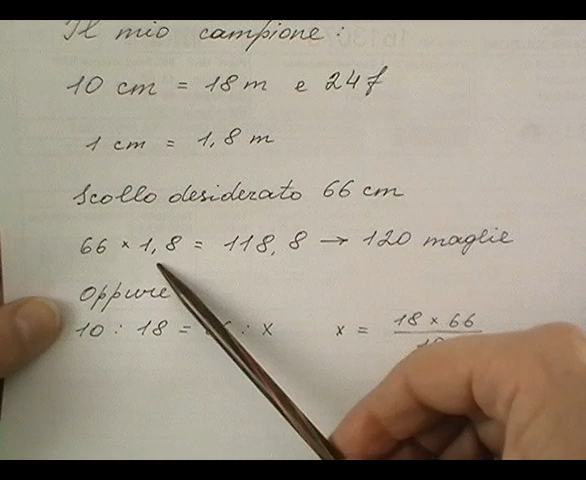 Il mio campione:
10 cm = 18 m e 24 f
1 cm = 1,8 m
Scollo desiderato 66 cm
66 × 1,8 = 118,8 → 120 maglie
oppure
10 : 18 = : x x = 18 × 66